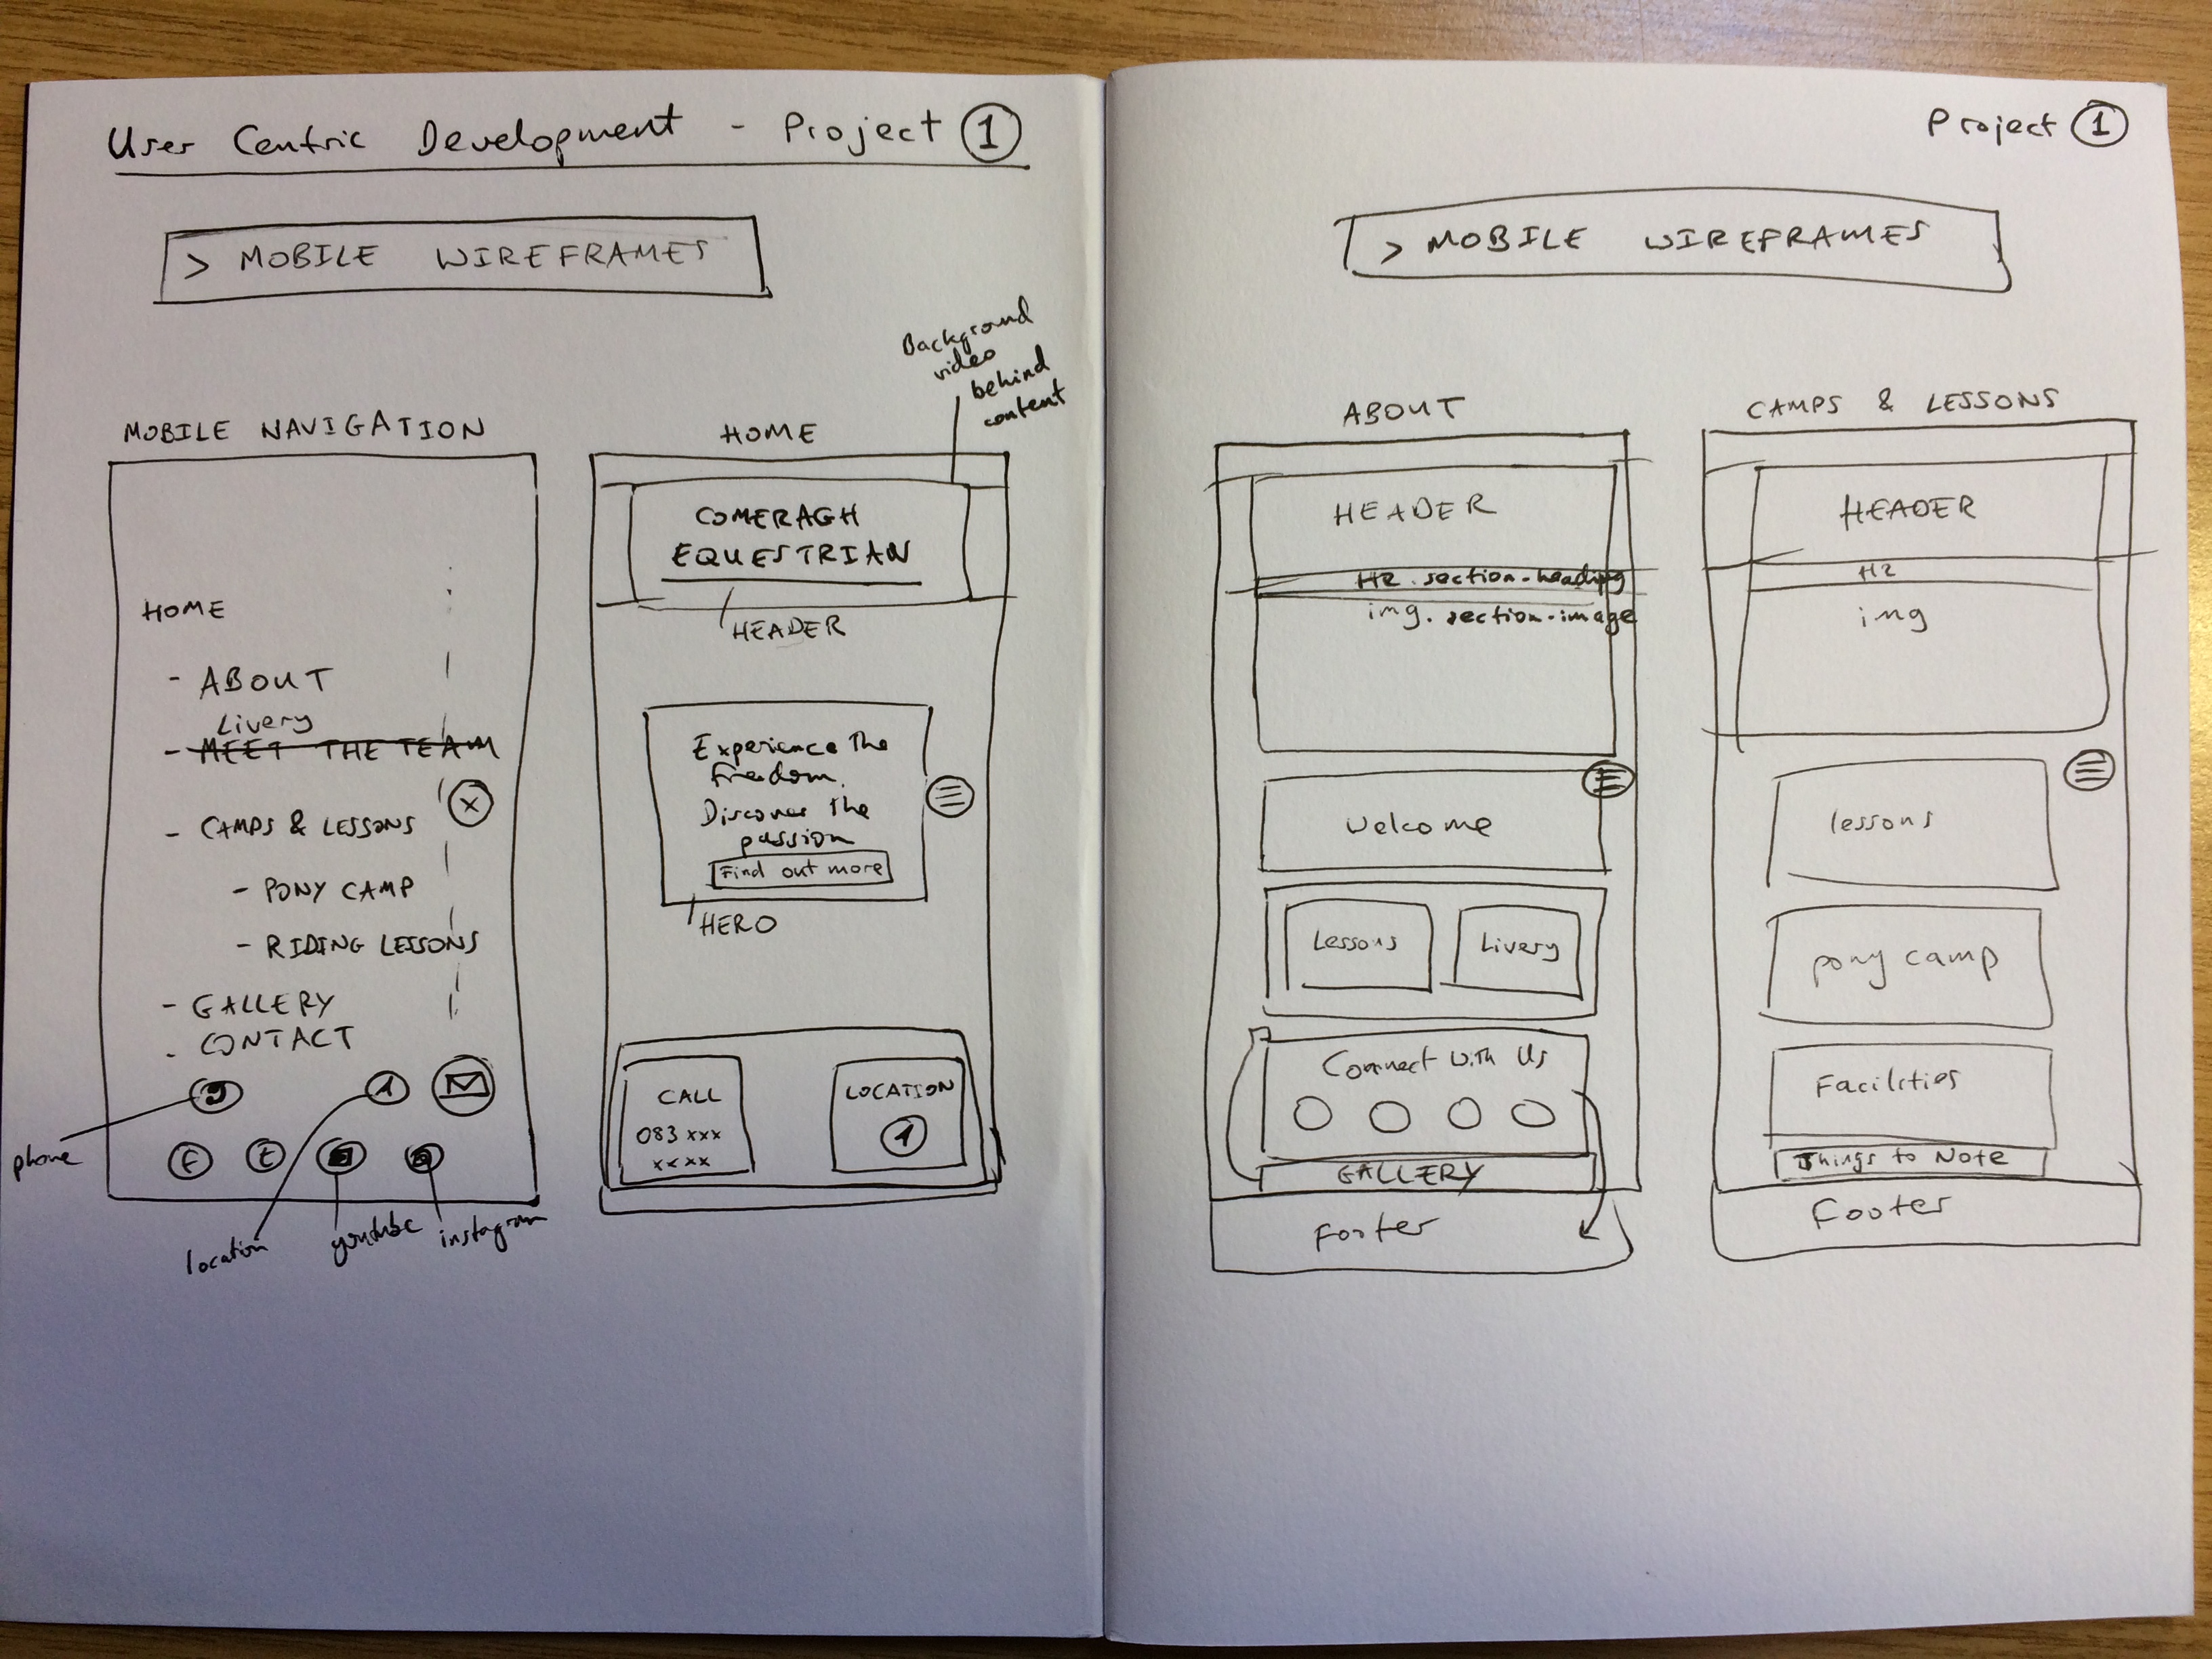 User Centric Development - Project 1
> MOBILE WIREFRAMES
MOBILE NAVIGATION
HOME
- ABOUT
Livery
- MEET THE TEAM
- CAMPS & LESSONS
- PONY CAMP
- RIDING LESSONS
- GALLERY
- CONTACT
X
phone
location
youtube
instagram
HOME
Background
video
behind
content
COMERAGH
EQUESTRIAN
HEADER
Experience the
freedom.
Discover the
passion
Find out more
HERO
CALL
083 xxx
xxxx
LOCATION
Project 1
> MOBILE WIREFRAMES
ABOUT
HEADER
H2.section-heading
img.section-image
Welcome
Lessons
Livery
Connect with Us
GALLERY
Footer
CAMPS & LESSONS
HEADER
H2
img
lessons
pony camp
Facilities
Things to Note
Footer